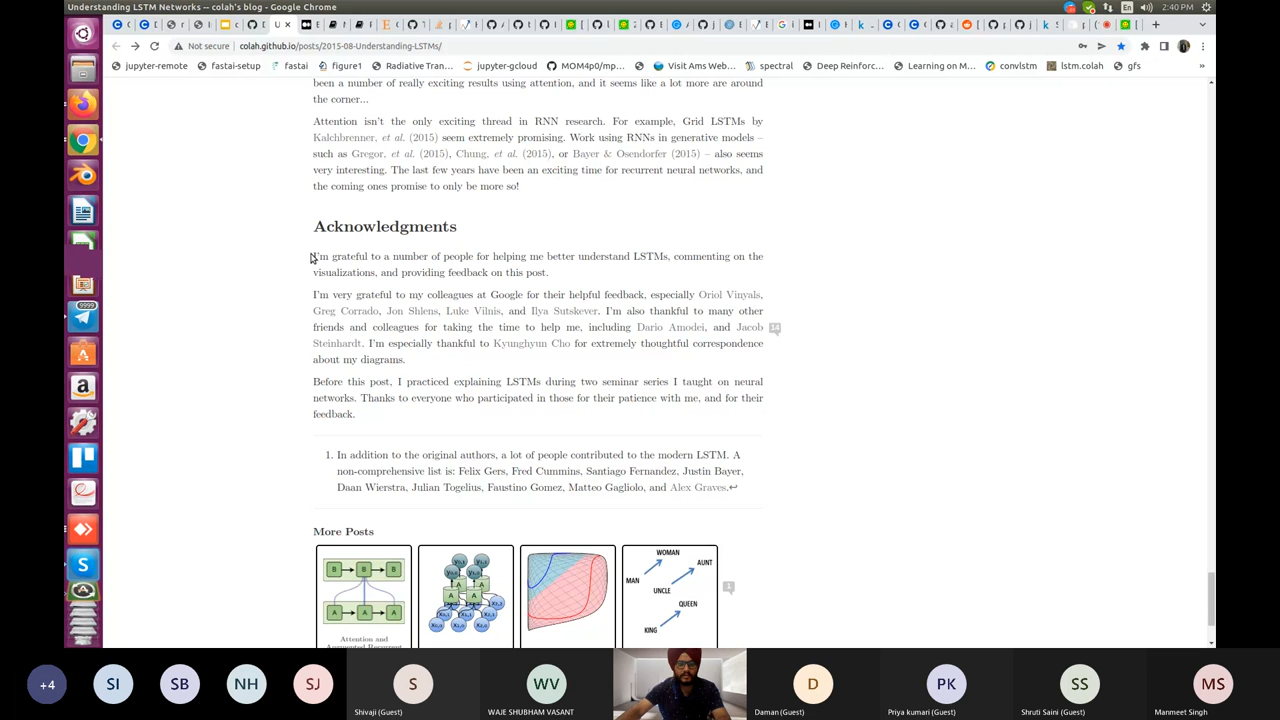 Understanding LSTM Networks -- colah's blog - Google Chrome
En
2:40 PM
Not secure
colah.github.io/posts/2015-08-Understanding-LSTMs/
jupyter-remote
fastai-setup
fastai
figure1
Radiative Tran...
jupyter-gcloud
MOM4p0/mp...
Visit Ams Web...
spectral
Deep Reinforc...
Learning on M...
convlstm
lstm.colah
gfs
been a number of really exciting results using attention, and it seems like a lot more are around
the corner…
Attention isn't the only exciting thread in RNN research. For example, Grid LSTMs by
Kalchbrenner, et al. (2015) seem extremely promising. Work using RNNs in generative models –
such as Gregor, et al. (2015), Chung, et al. (2015), or Bayer & Osendorfer (2015) – also seems
very interesting. The last few years have been an exciting time for recurrent neural networks, and
the coming ones promise to only be more so!
Acknowledgments
I'm grateful to a number of people for helping me better understand LSTMs, commenting on the
visualizations, and providing feedback on this post.
I'm very grateful to my colleagues at Google for their helpful feedback, especially Oriol Vinyals,
Greg Corrado, Jon Shlens, Luke Vilnis, and Ilya Sutskever. I'm also thankful to many other
friends and colleagues for taking the time to help me, including Dario Amodei, and Jacob
14
Steinhardt. I'm especially thankful to Kyunghyun Cho for extremely thoughtful correspondence
about my diagrams.
Before this post, I practiced explaining LSTMs during two seminar series I taught on neural
networks. Thanks to everyone who participated in those for their patience with me, and for their
feedback.
1. In addition to the original authors, a lot of people contributed to the modern LSTM. A
non-comprehensive list is: Felix Gers, Fred Cummins, Santiago Fernandez, Justin Bayer,
Daan Wierstra, Julian Togelius, Faustino Gomez, Matteo Gagliolo, and Alex Graves.↩
More Posts
B B B
A A A
Attention and
Augmented Recurrent
A
A A
WOMAN
AUNT
MAN
UNCLE
QUEEN
KING
1
+4
SI
SB
NH
SJ
S
Shivaji (Guest)
WV
WAJE SHUBHAM VASANT
D
Daman (Guest)
PK
Priya kumari (Guest)
SS
Shruti Saini (Guest)
MS
Manmeet Singh